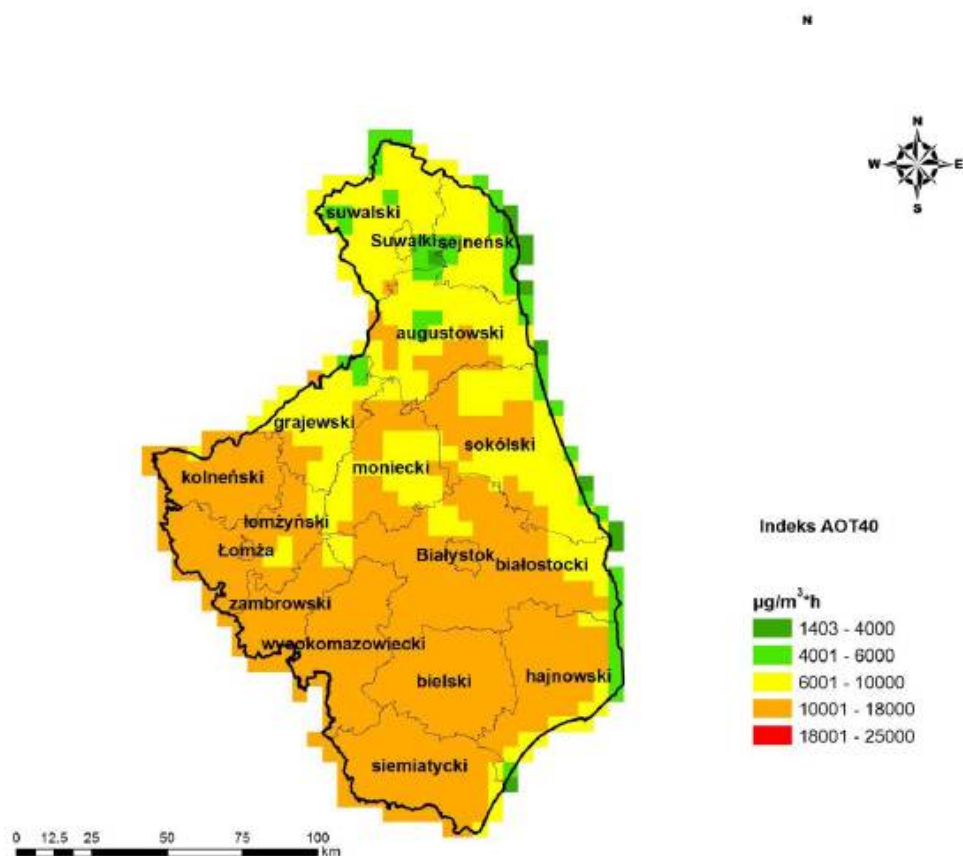 N
N
W E
S
suwalski
Suwałki sejneńsk
augustowski
grajewski
sokólski
kolneński
moniecki
łomżyński
Łomża
Białystok
białostocki
zambrowski
wysokomazowiecki
bielski
hajnowski
siemiatycki
Indeks AOT40
µg/m³*h
1403 - 4000
4001 - 6000
6001 - 10000
10001 - 18000
18001 - 25000
0 12,5 25 50 75 100
km